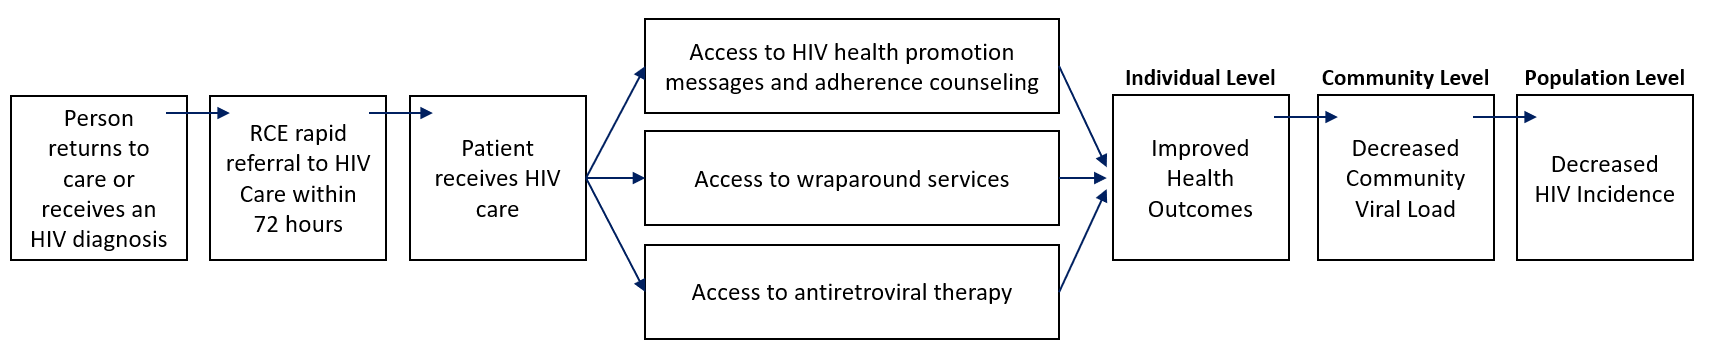 Person
returns to
care or
receives an
HIV diagnosis
RCE rapid
referral to HIV
Care within
72 hours
Patient
receives HIV
care
Access to HIV health promotion
messages and adherence counseling
Access to wraparound services
Access to antiretroviral therapy
Individual Level
Improved
Health
Outcomes
Community Level
Decreased
Community
Viral Load
Population Level
Decreased
HIV Incidence